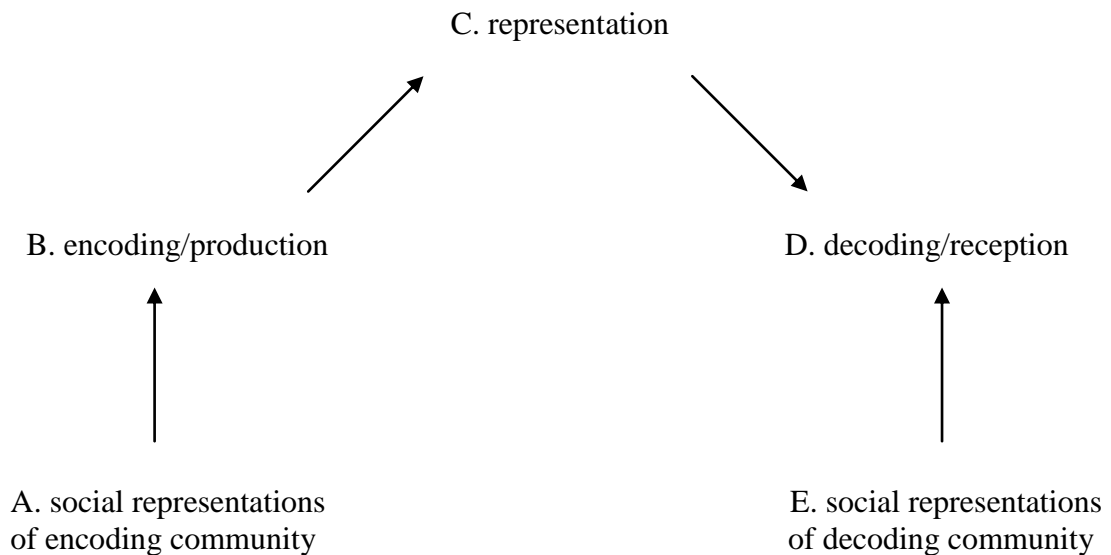 C. representation
B. encoding/production
D. decoding/reception
A. social representations
of encoding community
E. social representations
of decoding community